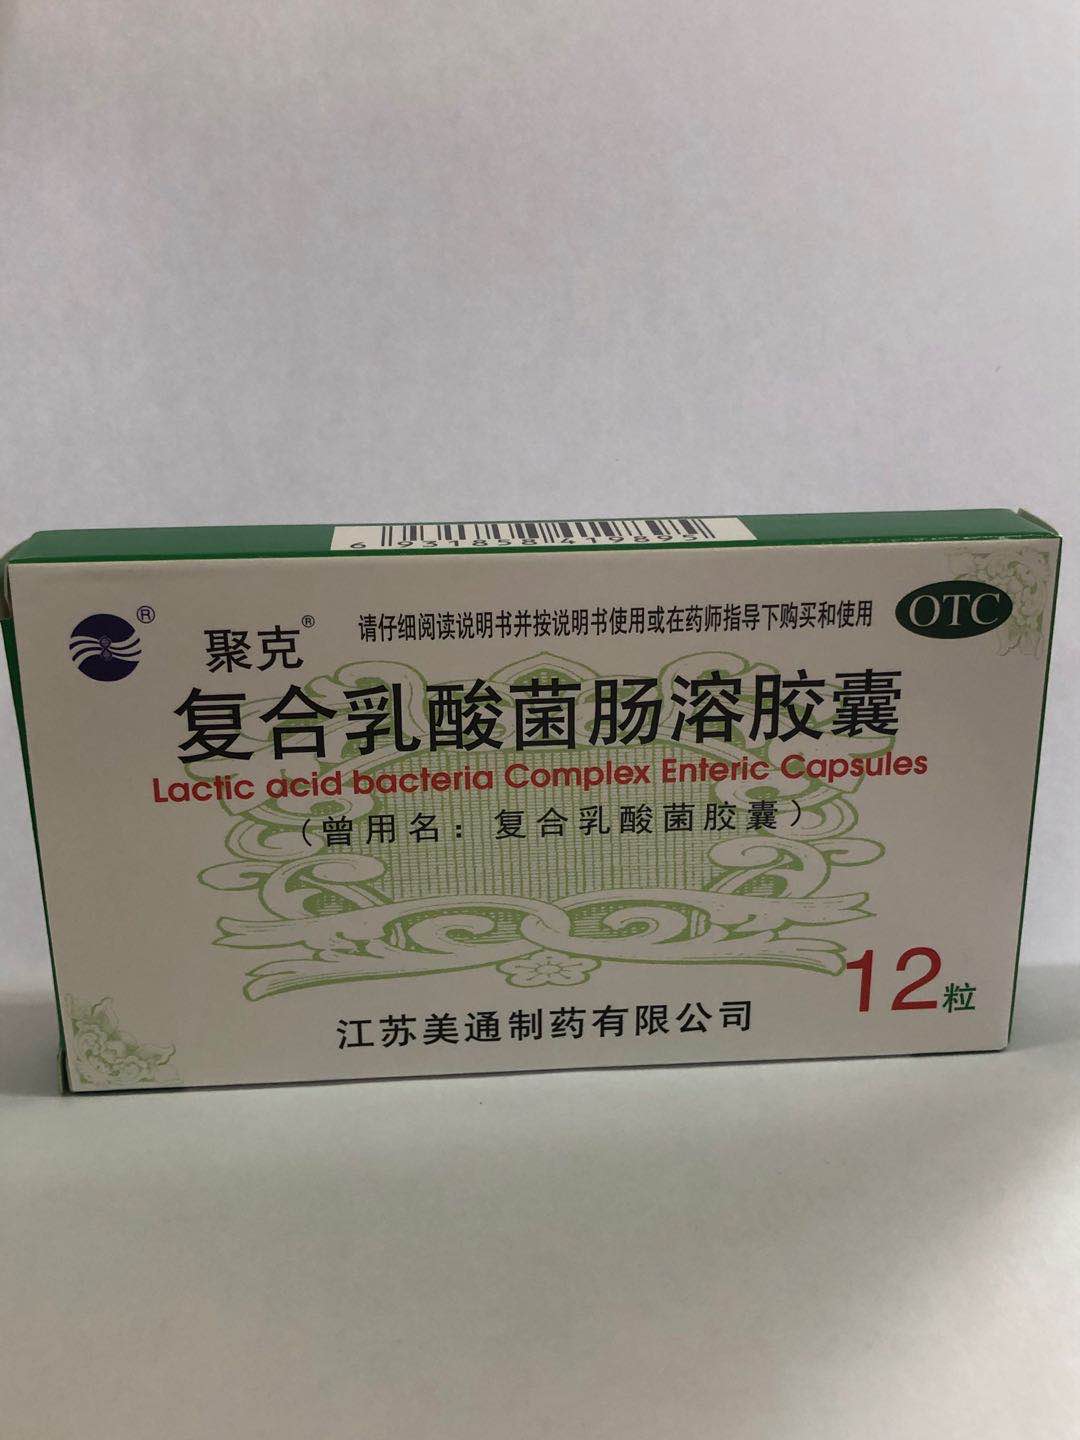 6 931858 419895
®
聚克®
请仔细阅读说明书并按说明书使用或在药师指导下购买和使用
OTC
复合乳酸菌肠溶胶囊
Lactic acid bacteria Complex Enteric Capsules
（曾用名：复合乳酸菌胶囊）
12粒
江苏美通制药有限公司